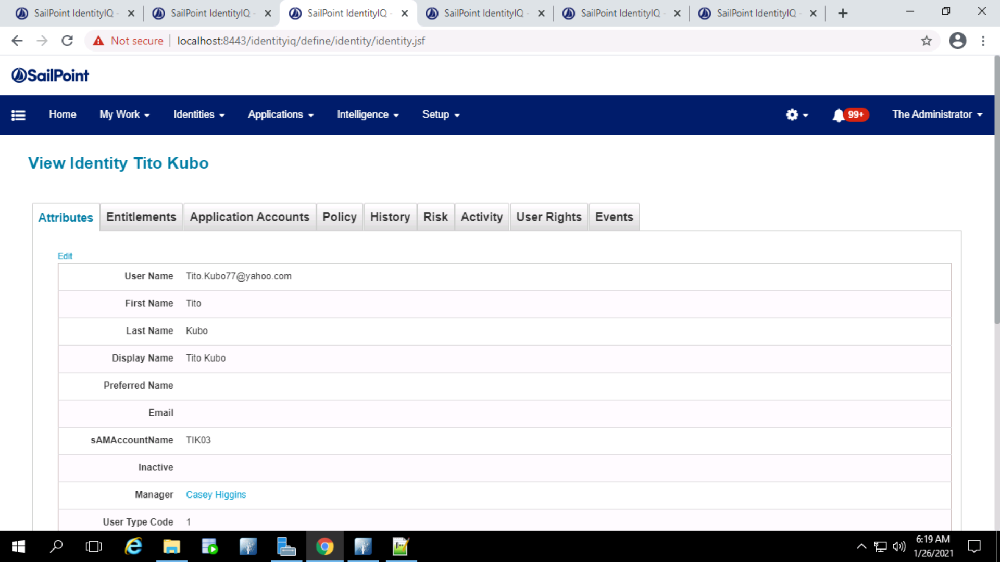 SailPoint IdentityIQ - SailPoint IdentityIQ - SailPoint IdentityIQ - SailPoint IdentityIQ - SailPoint IdentityIQ - SailPoint IdentityIQ -
Not secure localhost:8443/identityiq/define/identity/identity.jsf
SailPoint
Home My Work Identities Applications Intelligence Setup 99+ The Administrator
View Identity Tito Kubo
Attributes Entitlements Application Accounts Policy History Risk Activity User Rights Events
Edit
User Name Tito.Kubo77@yahoo.com
First Name Tito
Last Name Kubo
Display Name Tito Kubo
Preferred Name
Email
sAMAccountName TIK03
Inactive
Manager Casey Higgins
User Type Code 1
6:19 AM
1/26/2021